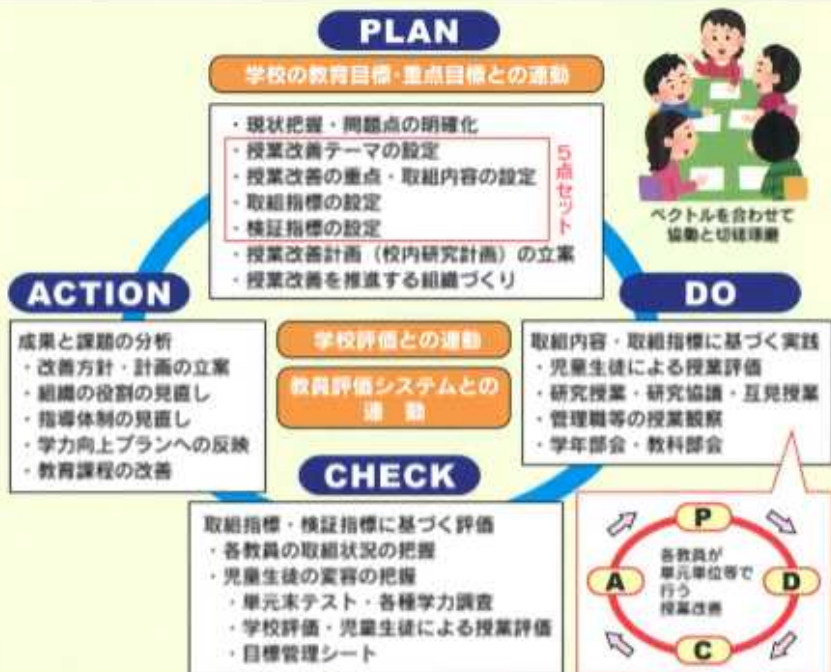 PLAN
学校の教育目標・重点目標との連動
・現状把握・問題点の明確化
・授業改善テーマの設定
・授業改善の重点・取組内容の設定
・取組指標の設定
・検証指標の設定
5点セット
・授業改善計画（校内研究計画）の立案
・授業改善を推進する組織づくり
ベクトルを合わせて
協働と切磋琢磨
ACTION
成果と課題の分析
・改善方針・計画の立案
・組織の役割の見直し
・指導体制の見直し
・学力向上プランへの反映
・教育課程の改善
学校評価との連動
教員評価システムとの
連　動
DO
取組内容・取組指標に基づく実践
・児童生徒による授業評価
・研究授業・研究協議・互見授業
・管理職等の授業観察
・学年部会・教科部会
CHECK
取組指標・検証指標に基づく評価
・各教員の取組状況の把握
・児童生徒の変容の把握
・単元末テスト・各種学力調査
・学校評価・児童生徒による授業評価
・目標管理シート
P
各教員が
単元単位等で
行う
授業改善
A
D
C